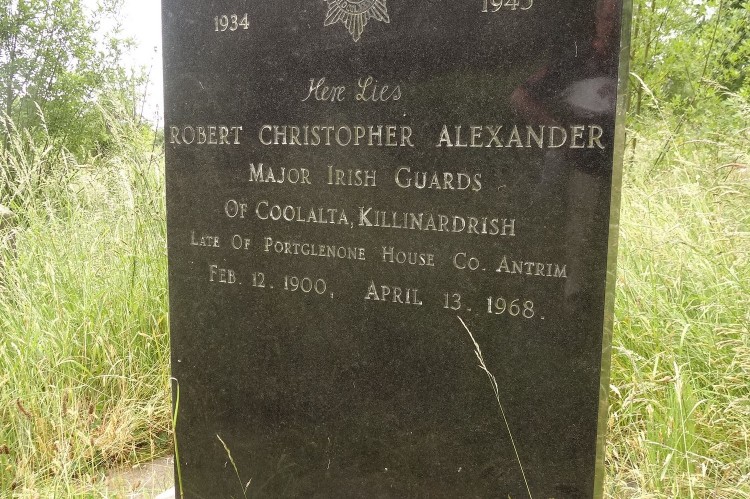 1934 1945
Here Lies
ROBERT CHRISTOPHER ALEXANDER
MAJOR IRISH GUARDS
OF COOLALTA, KILLINARDRISH
LATE OF PORTGLENONE HOUSE CO. ANTRIM
FEB. 12. 1900, APRIL 13. 1968.